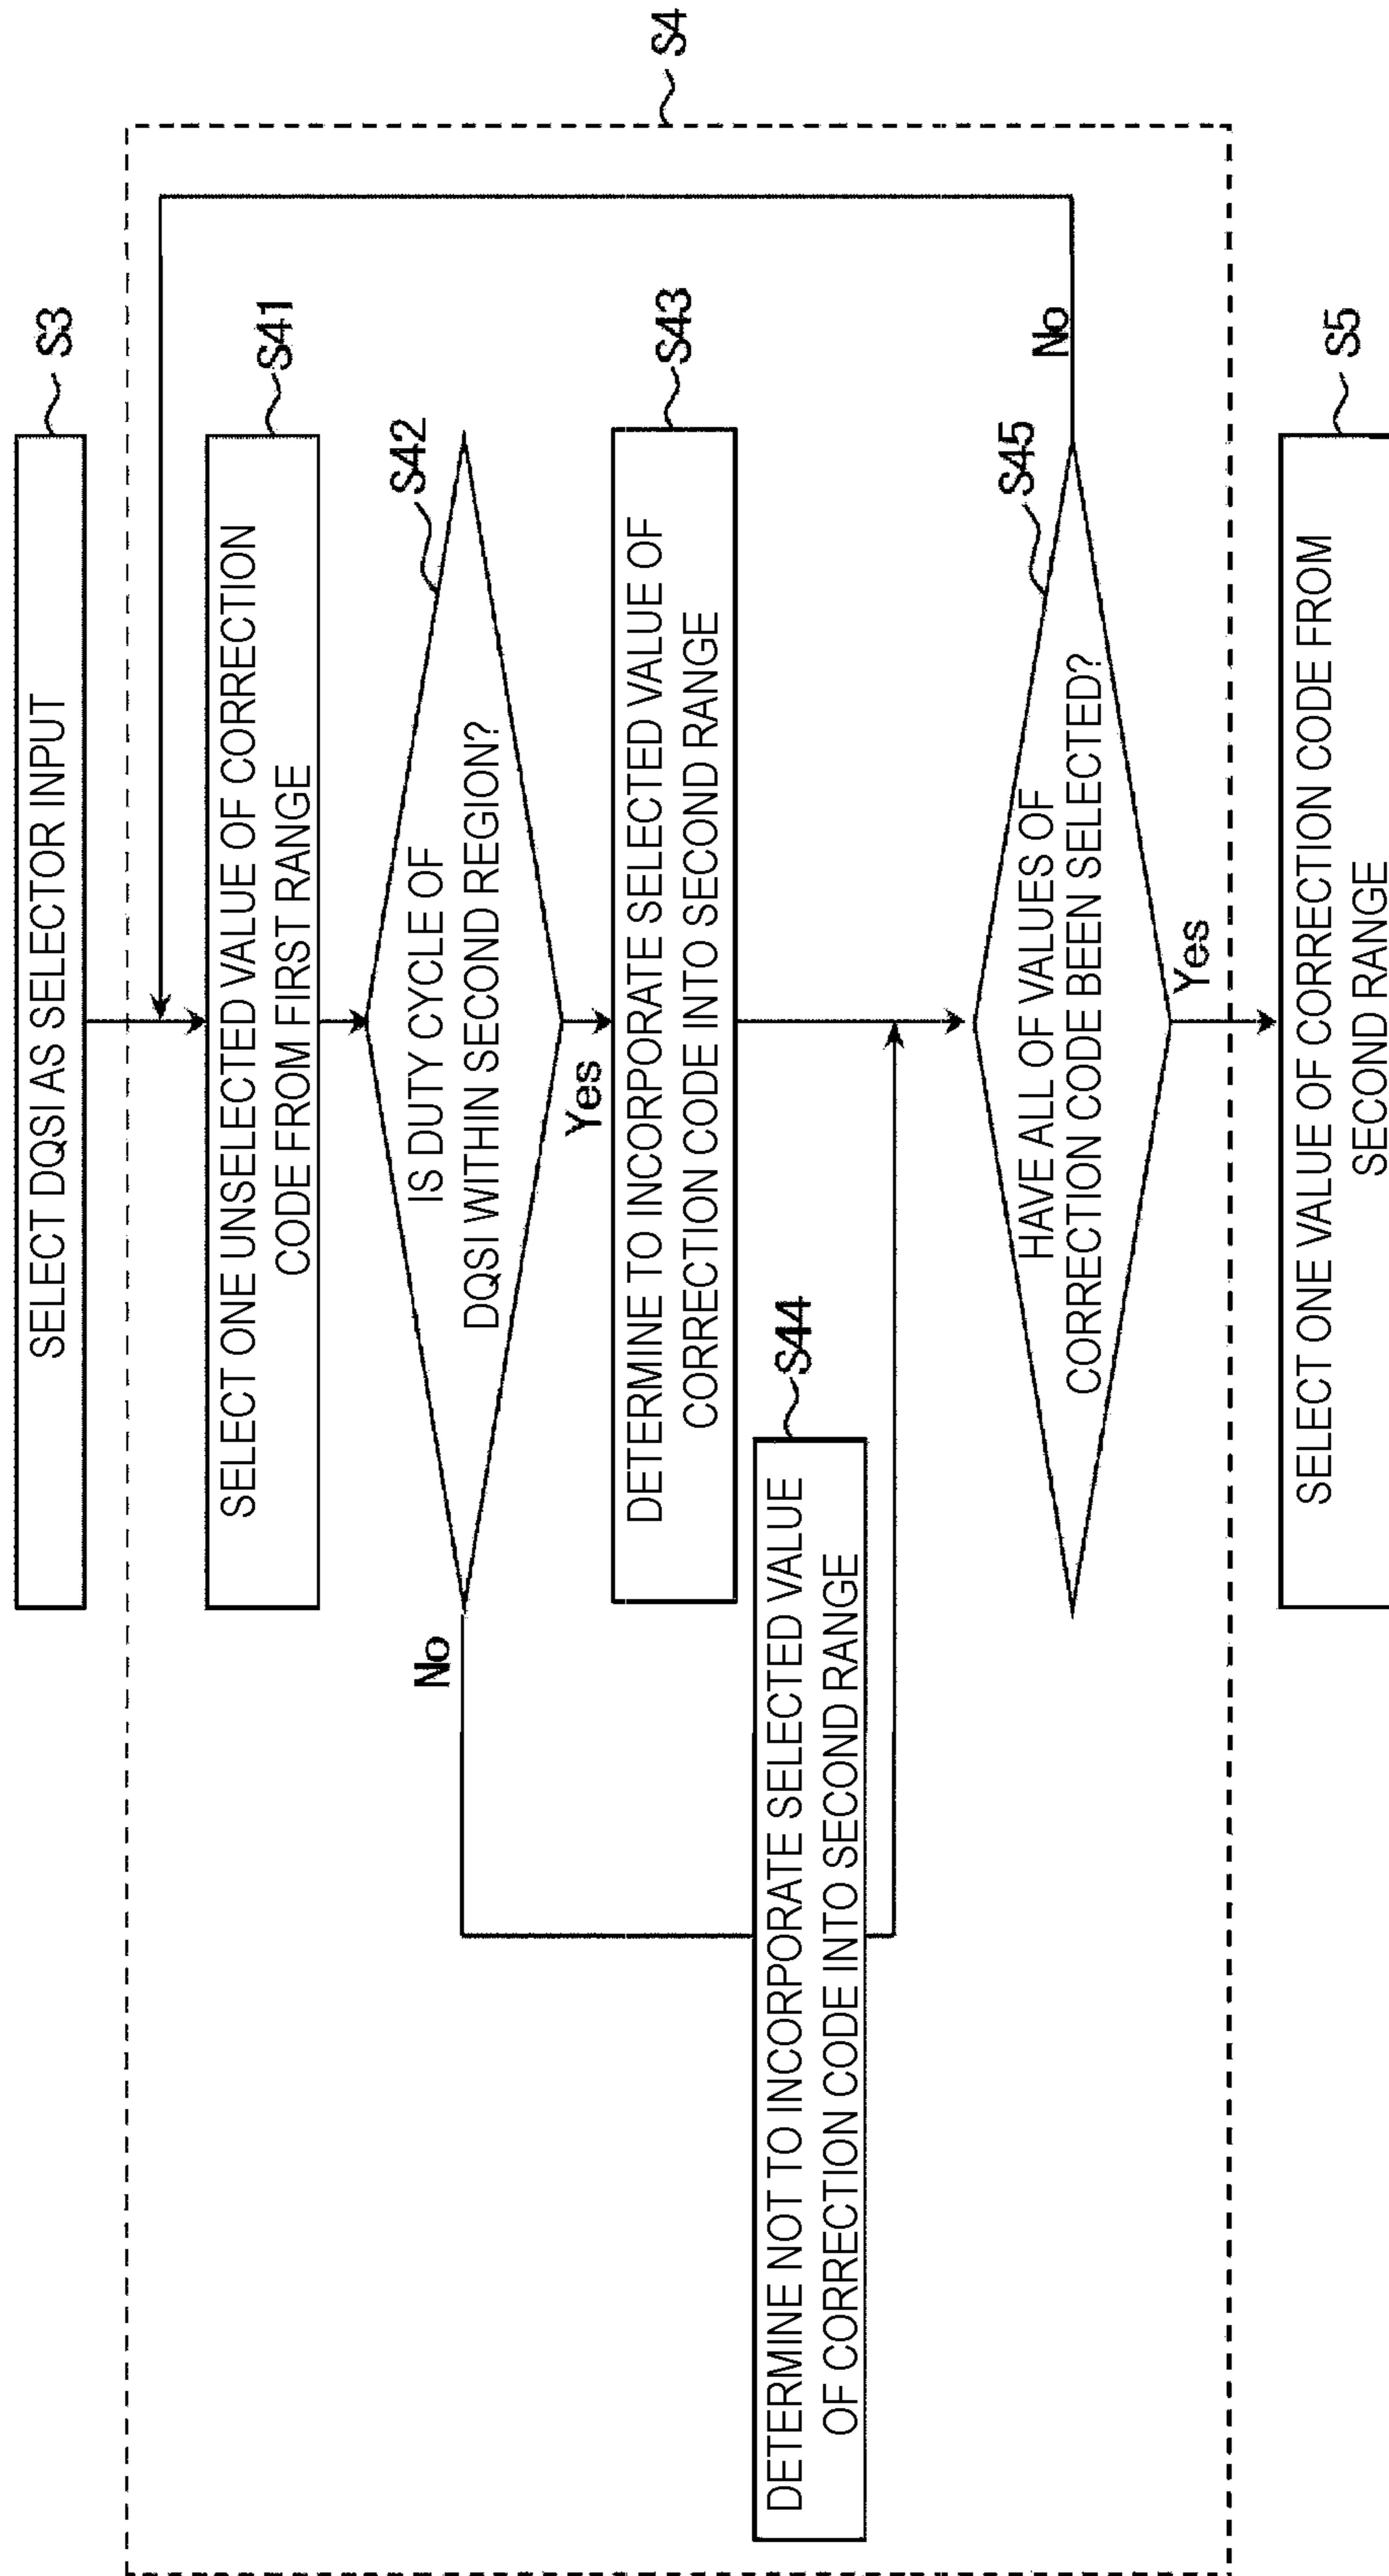 SELECT DQSI AS SELECTOR INPUT
S3
S4
SELECT ONE UNSELECTED VALUE OF CORRECTION
CODE FROM FIRST RANGE
S41
IS DUTY CYCLE OF
DQSI WITHIN SECOND REGION?
S42
No
Yes
DETERMINE TO INCORPORATE SELECTED VALUE OF
CORRECTION CODE INTO SECOND RANGE
S43
DETERMINE NOT TO INCORPORATE SELECTED VALUE
OF CORRECTION CODE INTO SECOND RANGE
S44
HAVE ALL OF VALUES OF
CORRECTION CODE BEEN SELECTED?
S45
No
Yes
SELECT ONE VALUE OF CORRECTION CODE FROM
SECOND RANGE
S5